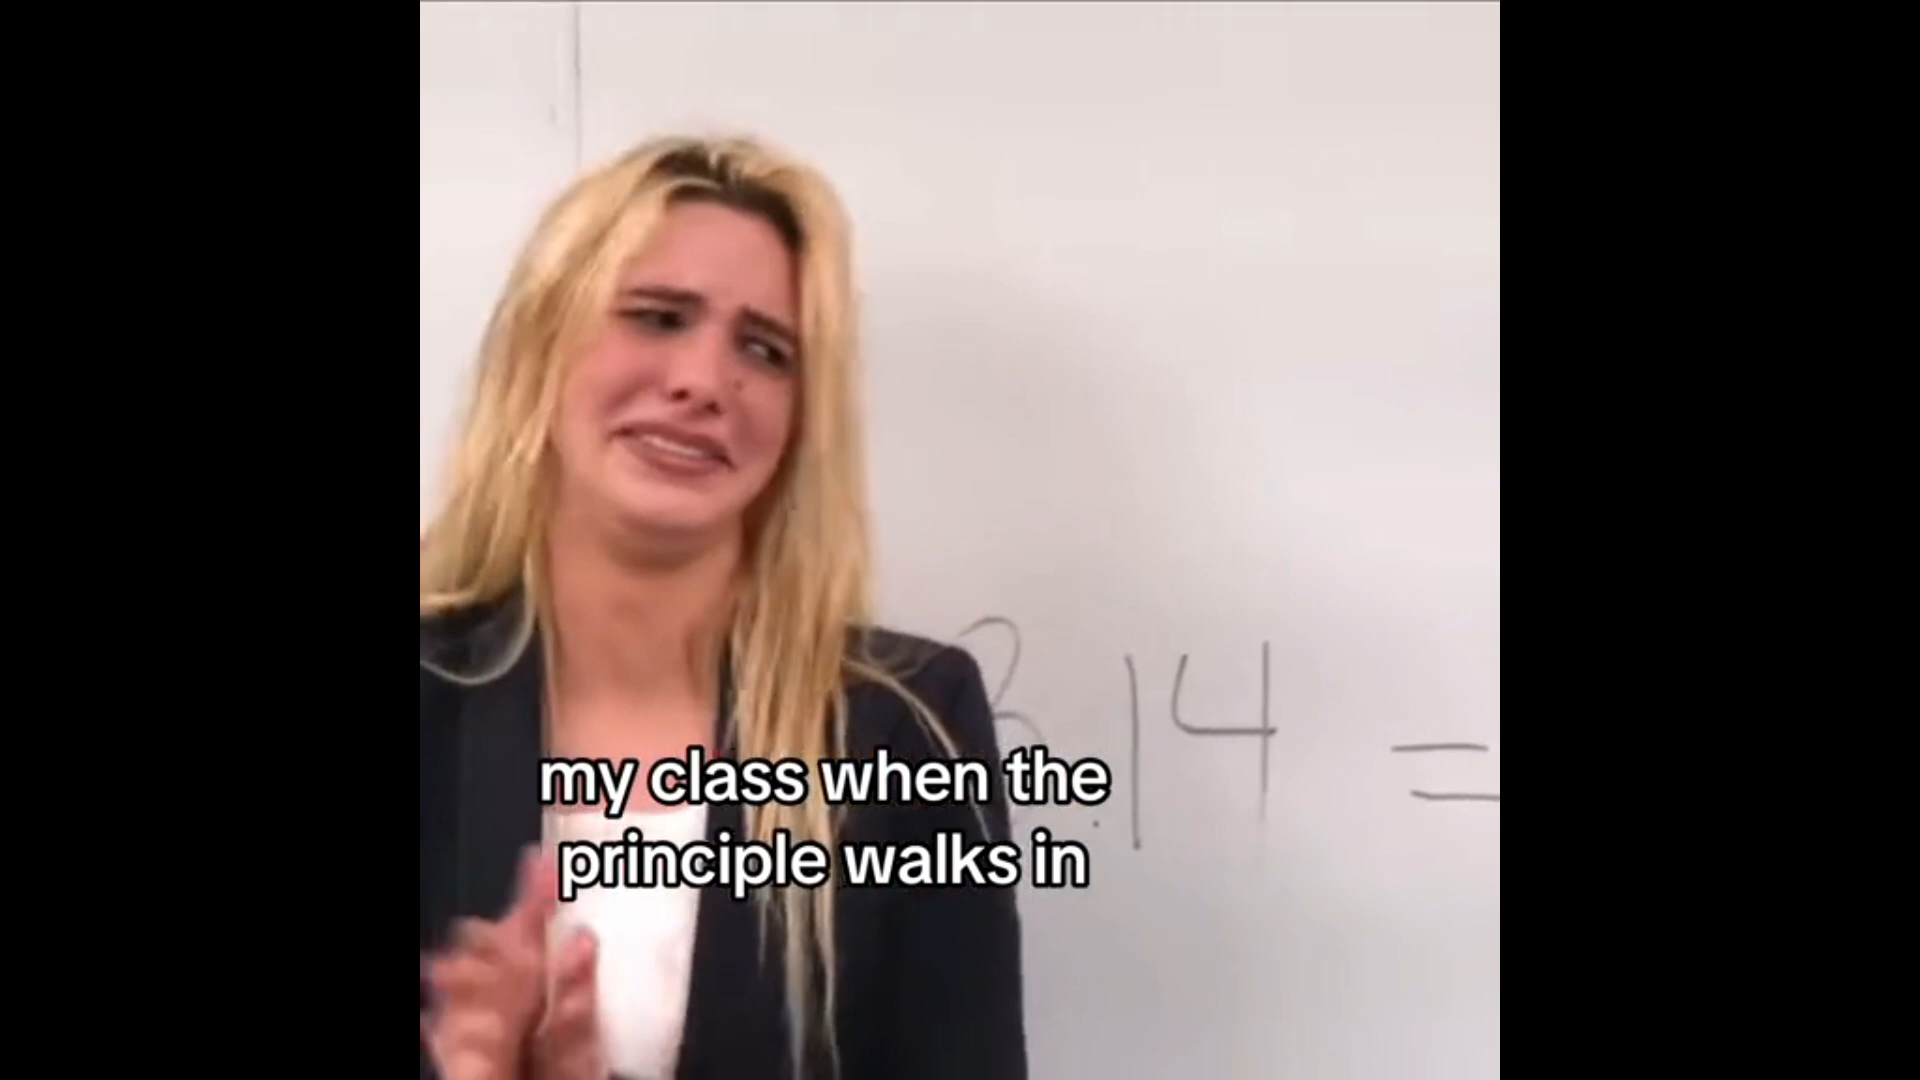 3.14 =
my class when the
principle walks in